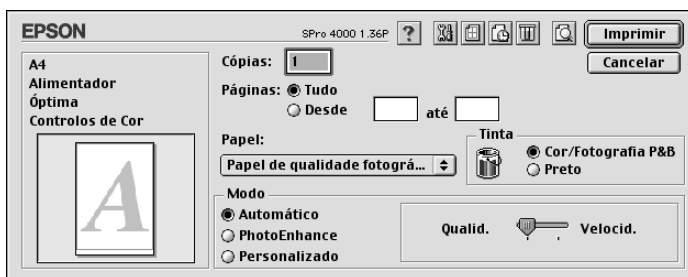 EPSON
SPro 4000 1.36P
?
Imprimir
A4
Alimentador
Óptima
Controlos de Cor
A
Cópias: 1
Cancelar
Páginas: Tudo
Desde até
Papel:
Papel de qualidade fotográ...
Tinta
Cor/Fotografia P&B
Preto
Modo
Automático
PhotoEnhance
Personalizado
Qualid. Velocid.